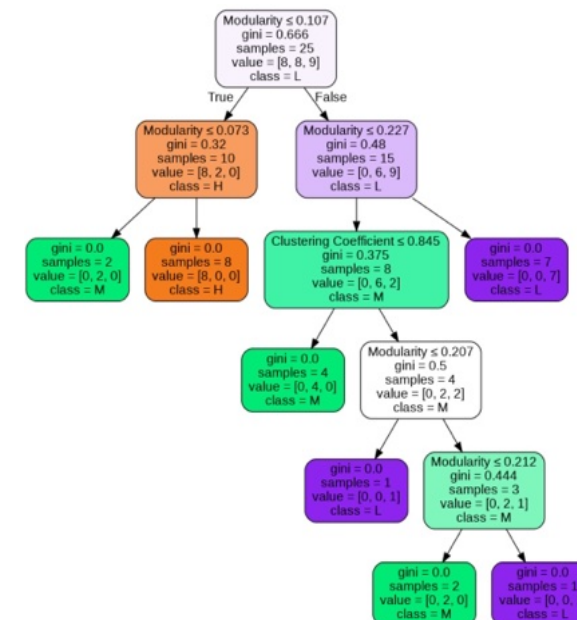 Modularity ≤ 0.107
gini = 0.666
samples = 25
value = [8, 8, 9]
class = L
True
False
Modularity ≤ 0.073
gini = 0.32
samples = 10
value = [8, 2, 0]
class = H
Modularity ≤ 0.227
gini = 0.48
samples = 15
value = [0, 6, 9]
class = L
gini = 0.0
samples = 2
value = [0, 2, 0]
class = M
gini = 0.0
samples = 8
value = [8, 0, 0]
class = H
Clustering Coefficient ≤ 0.845
gini = 0.375
samples = 8
value = [0, 6, 2]
class = M
gini = 0.0
samples = 7
value = [0, 0, 7]
class = L
gini = 0.0
samples = 4
value = [0, 4, 0]
class = M
Modularity ≤ 0.207
gini = 0.5
samples = 4
value = [0, 2, 2]
class = M
gini = 0.0
samples = 1
value = [0, 0, 1]
class = L
Modularity ≤ 0.212
gini = 0.444
samples = 3
value = [0, 2, 1]
class = M
gini = 0.0
samples = 2
value = [0, 2, 0]
class = M
gini = 0.0
samples = 1
value = [0, 0,
class = L